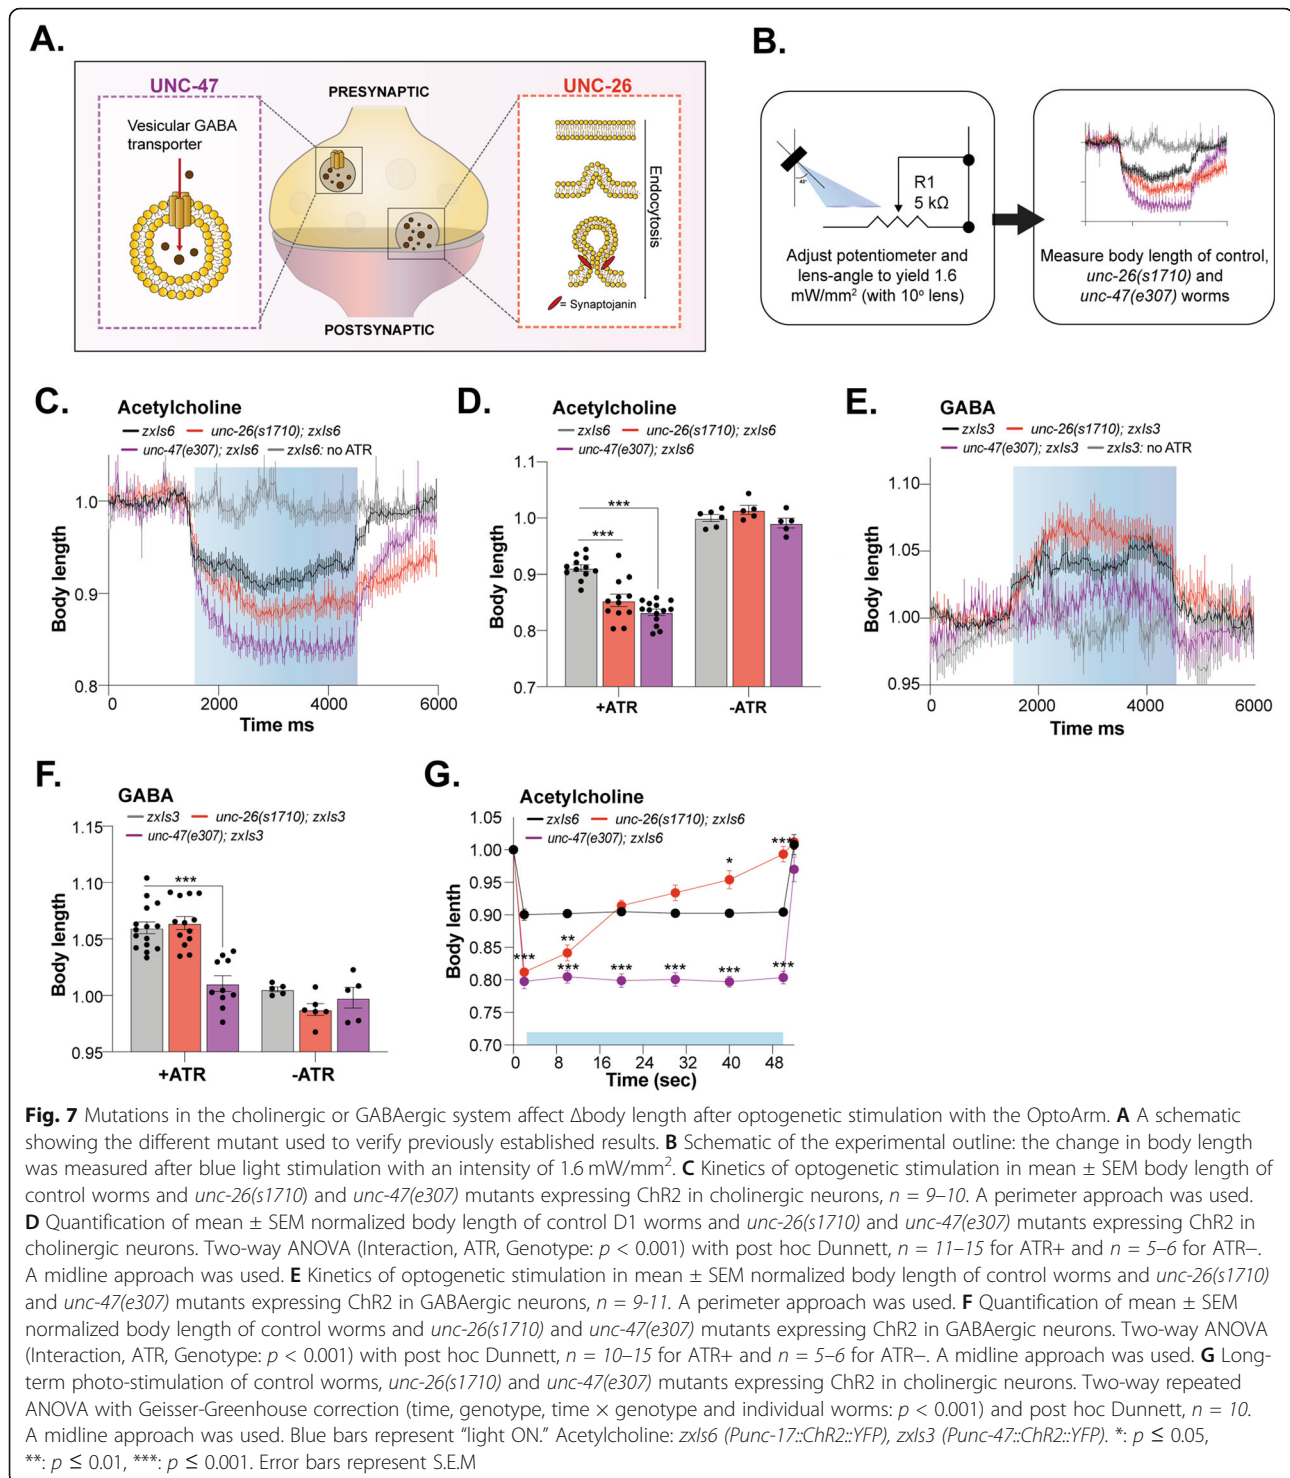 A.
UNC-47
Vesicular GABA
transporter
PRESYNAPTIC
POSTSYNAPTIC
UNC-26
Endocytosis
= Synaptojanin
B.
43°
R1
5 kΩ
Adjust potentiometer and
lens-angle to yield 1.6
mW/mm² (with 10° lens)
Measure body length of control,
unc-26(s1710) and
unc-47(e307) worms
C.
Acetylcholine
zxIs6 unc-26(s1710); zxIs6
unc-47(e307); zxIs6 zxIs6: no ATR
Body length
1.1
1.0
0.9
0.8
0 2000 4000 6000
Time ms
D.
Acetylcholine
zxIs6 unc-26(s1710); zxIs6
unc-47(e307); zxIs6
Body length
1.1
1.0
0.9
0.8
0.7
***
***
+ATR -ATR
E.
GABA
zxIs3 unc-26(s1710); zxIs3
unc-47(e307); zxIs3 zxIs3: no ATR
Body length
1.10
1.05
1.00
0.95
0 2000 4000 6000
Time ms
F.
GABA
zxIs3 unc-26(s1710); zxIs3
unc-47(e307); zxIs3
Body length
1.15
1.10
1.05
1.00
0.95
***
+ATR -ATR
G.
Acetylcholine
zxIs6 unc-26(s1710); zxIs6
unc-47(e307); zxIs6
Body lenth
1.05
1.00
0.95
0.90
0.85
0.80
0.75
0.70
* ***
*** **
*** *** *** *** ***
0 8 16 24 32 40 48
Time (sec)
Fig. 7 Mutations in the cholinergic or GABAergic system affect Δbody length after optogenetic stimulation with the OptoArm. A A schematic
showing the different mutant used to verify previously established results. B Schematic of the experimental outline: the change in body length
was measured after blue light stimulation with an intensity of 1.6 mW/mm². C Kinetics of optogenetic stimulation in mean ± SEM body length of
control worms and unc-26(s1710) and unc-47(e307) mutants expressing ChR2 in cholinergic neurons, n = 9–10. A perimeter approach was used.
D Quantification of mean ± SEM normalized body length of control D1 worms and unc-26(s1710) and unc-47(e307) mutants expressing ChR2 in
cholinergic neurons. Two-way ANOVA (Interaction, ATR, Genotype: p < 0.001) with post hoc Dunnett, n = 11–15 for ATR+ and n = 5–6 for ATR−.
A midline approach was used. E Kinetics of optogenetic stimulation in mean ± SEM normalized body length of control worms and unc-26(s1710)
and unc-47(e307) mutants expressing ChR2 in GABAergic neurons, n = 9-11. A perimeter approach was used. F Quantification of mean ± SEM
normalized body length of control worms and unc-26(s1710) and unc-47(e307) mutants expressing ChR2 in GABAergic neurons. Two-way ANOVA
(Interaction, ATR, Genotype: p < 0.001) with post hoc Dunnett, n = 10–15 for ATR+ and n = 5–6 for ATR−. A midline approach was used. G Long-
term photo-stimulation of control worms, unc-26(s1710) and unc-47(e307) mutants expressing ChR2 in cholinergic neurons. Two-way repeated
ANOVA with Geisser-Greenhouse correction (time, genotype, time × genotype and individual worms: p < 0.001) and post hoc Dunnett, n = 10.
A midline approach was used. Blue bars represent “light ON.” Acetylcholine: zxIs6 (Punc-17::ChR2::YFP), zxIs3 (Punc-47::ChR2::YFP). *: p ≤ 0.05,
**: p ≤ 0.01, ***: p ≤ 0.001. Error bars represent S.E.M